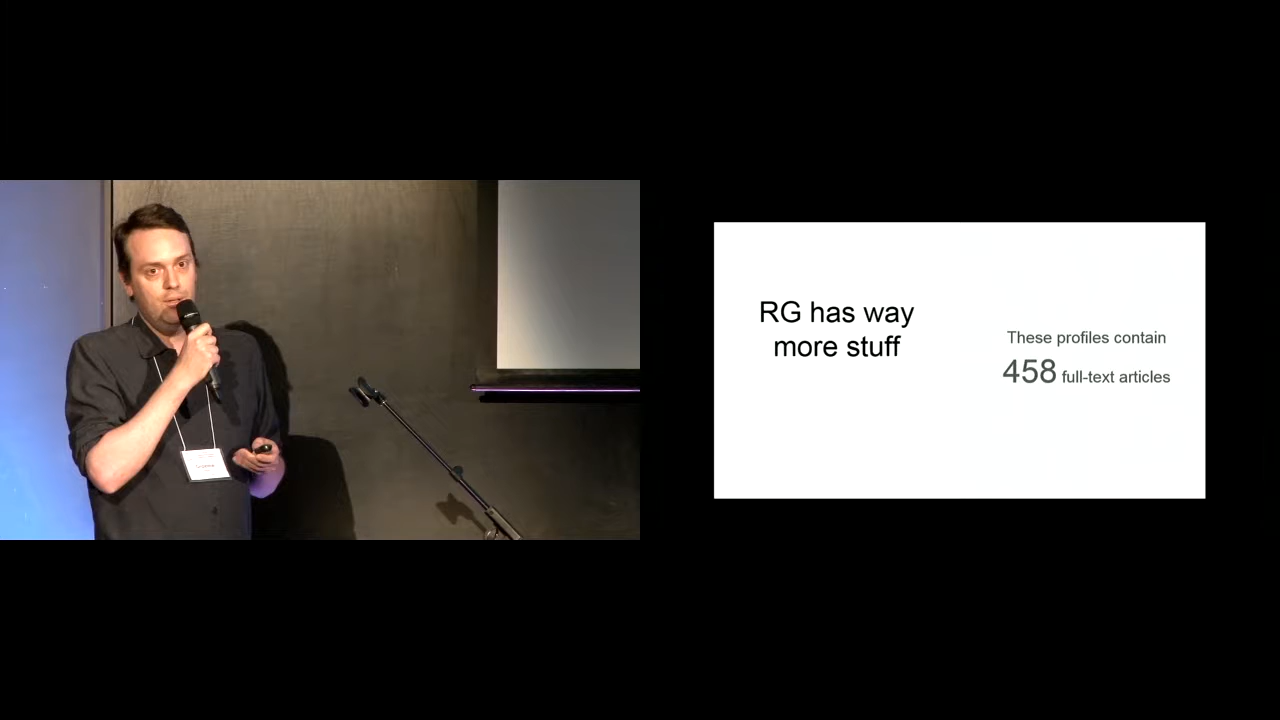 RG has way
more stuff
These profiles contain
458 full-text articles